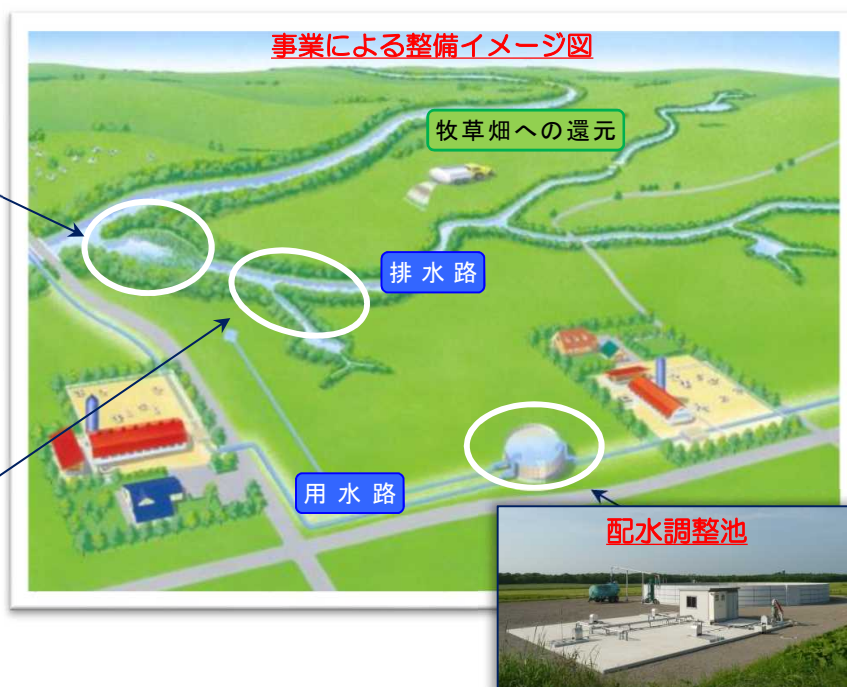 事業による整備イメージ図
牧草畑への還元
排水路
用水路
配水調整池